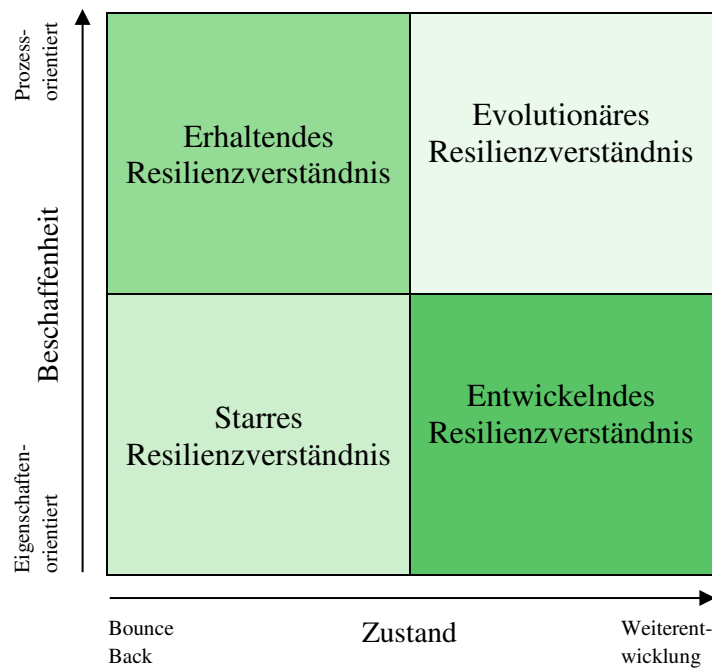 Prozess-
orientiert
Beschaffenheit
Eigenschaften-
orientiert
Erhaltendes
Resilienzverständnis
Evolutionäres
Resilienzverständnis
Starres
Resilienzverständnis
Entwickelndes
Resilienzverständnis
Bounce
Back
Zustand
Weiterent-
wicklung